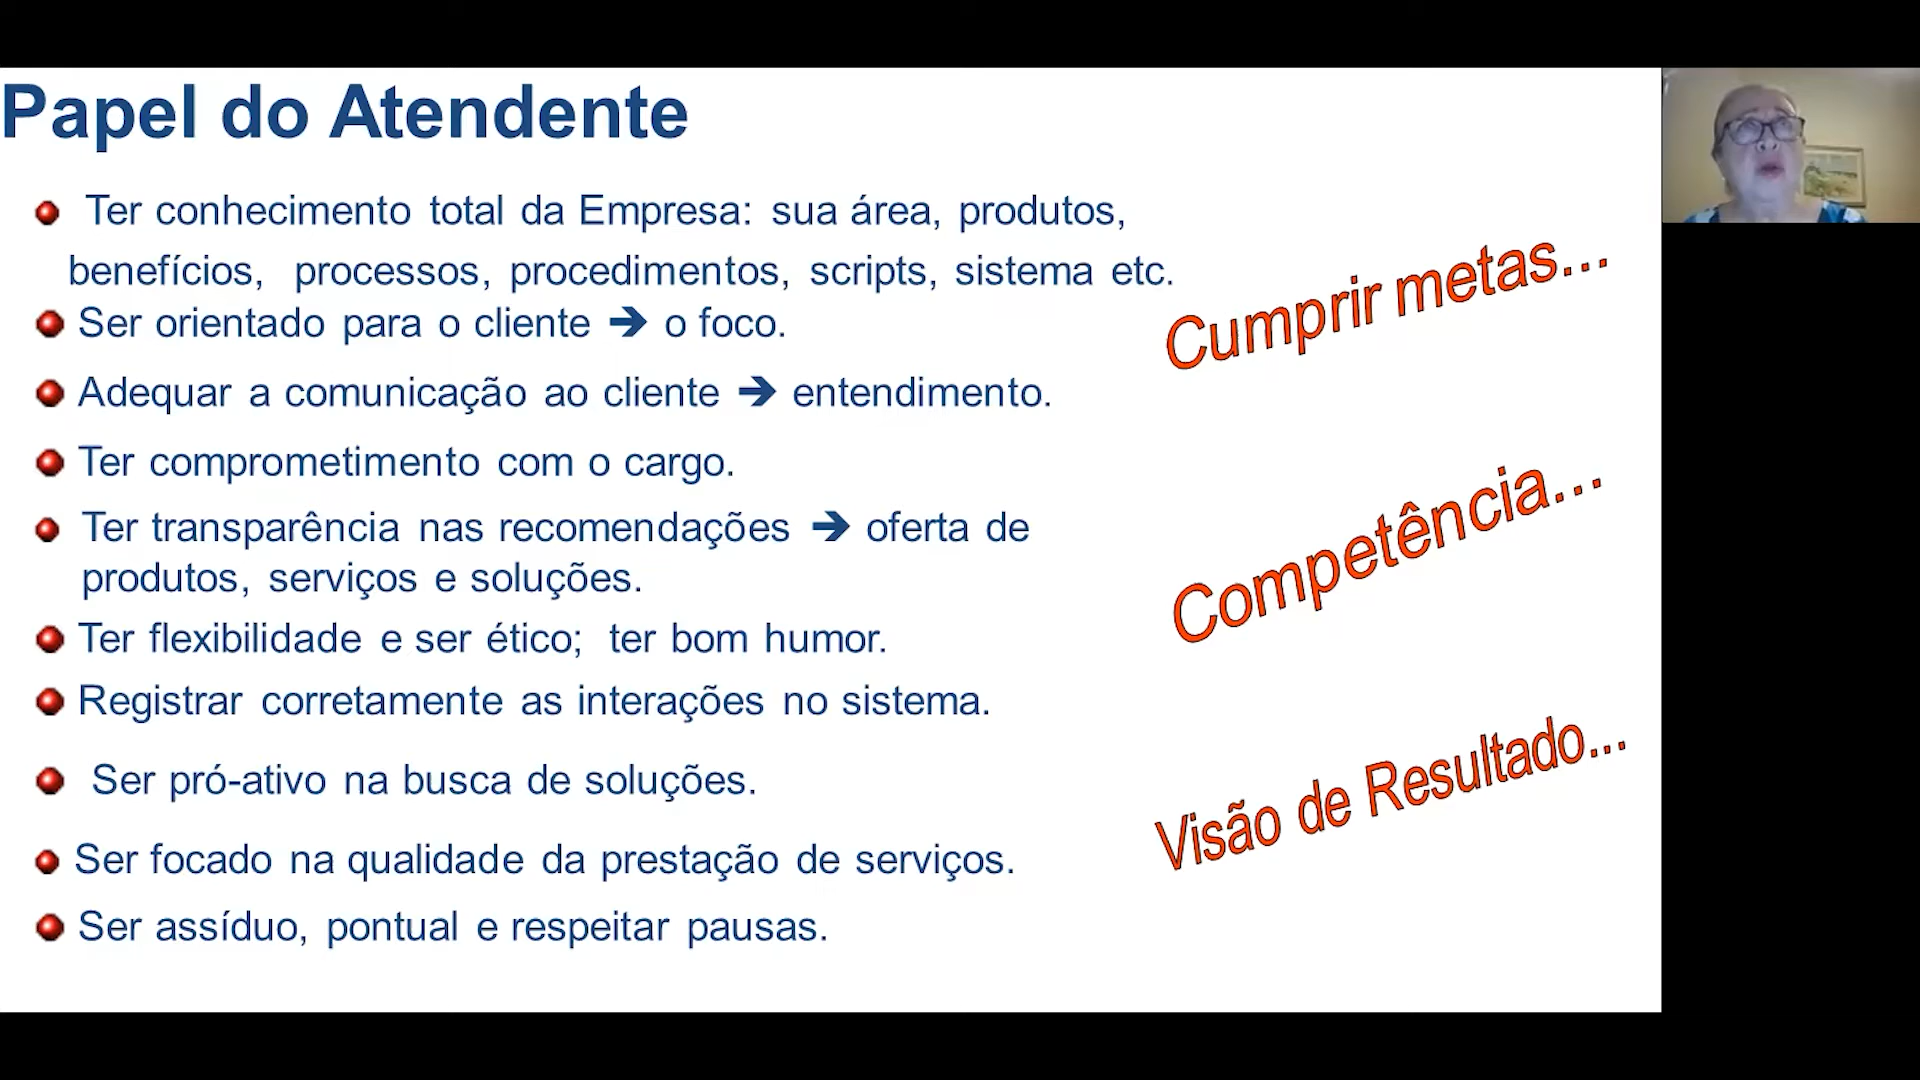 Papel do Atendente
Ter conhecimento total da Empresa: sua área, produtos,
benefícios, processos, procedimentos, scripts, sistema etc.
Ser orientado para o cliente ➔ o foco.
Adequar a comunicação ao cliente ➔ entendimento.
Ter comprometimento com o cargo.
Ter transparência nas recomendações ➔ oferta de
produtos, serviços e soluções.
Ter flexibilidade e ser ético; ter bom humor.
Registrar corretamente as interações no sistema.
Ser pró-ativo na busca de soluções.
Ser focado na qualidade da prestação de serviços.
Ser assíduo, pontual e respeitar pausas.
Cumprir metas...
Competência...
Visão de Resultado...